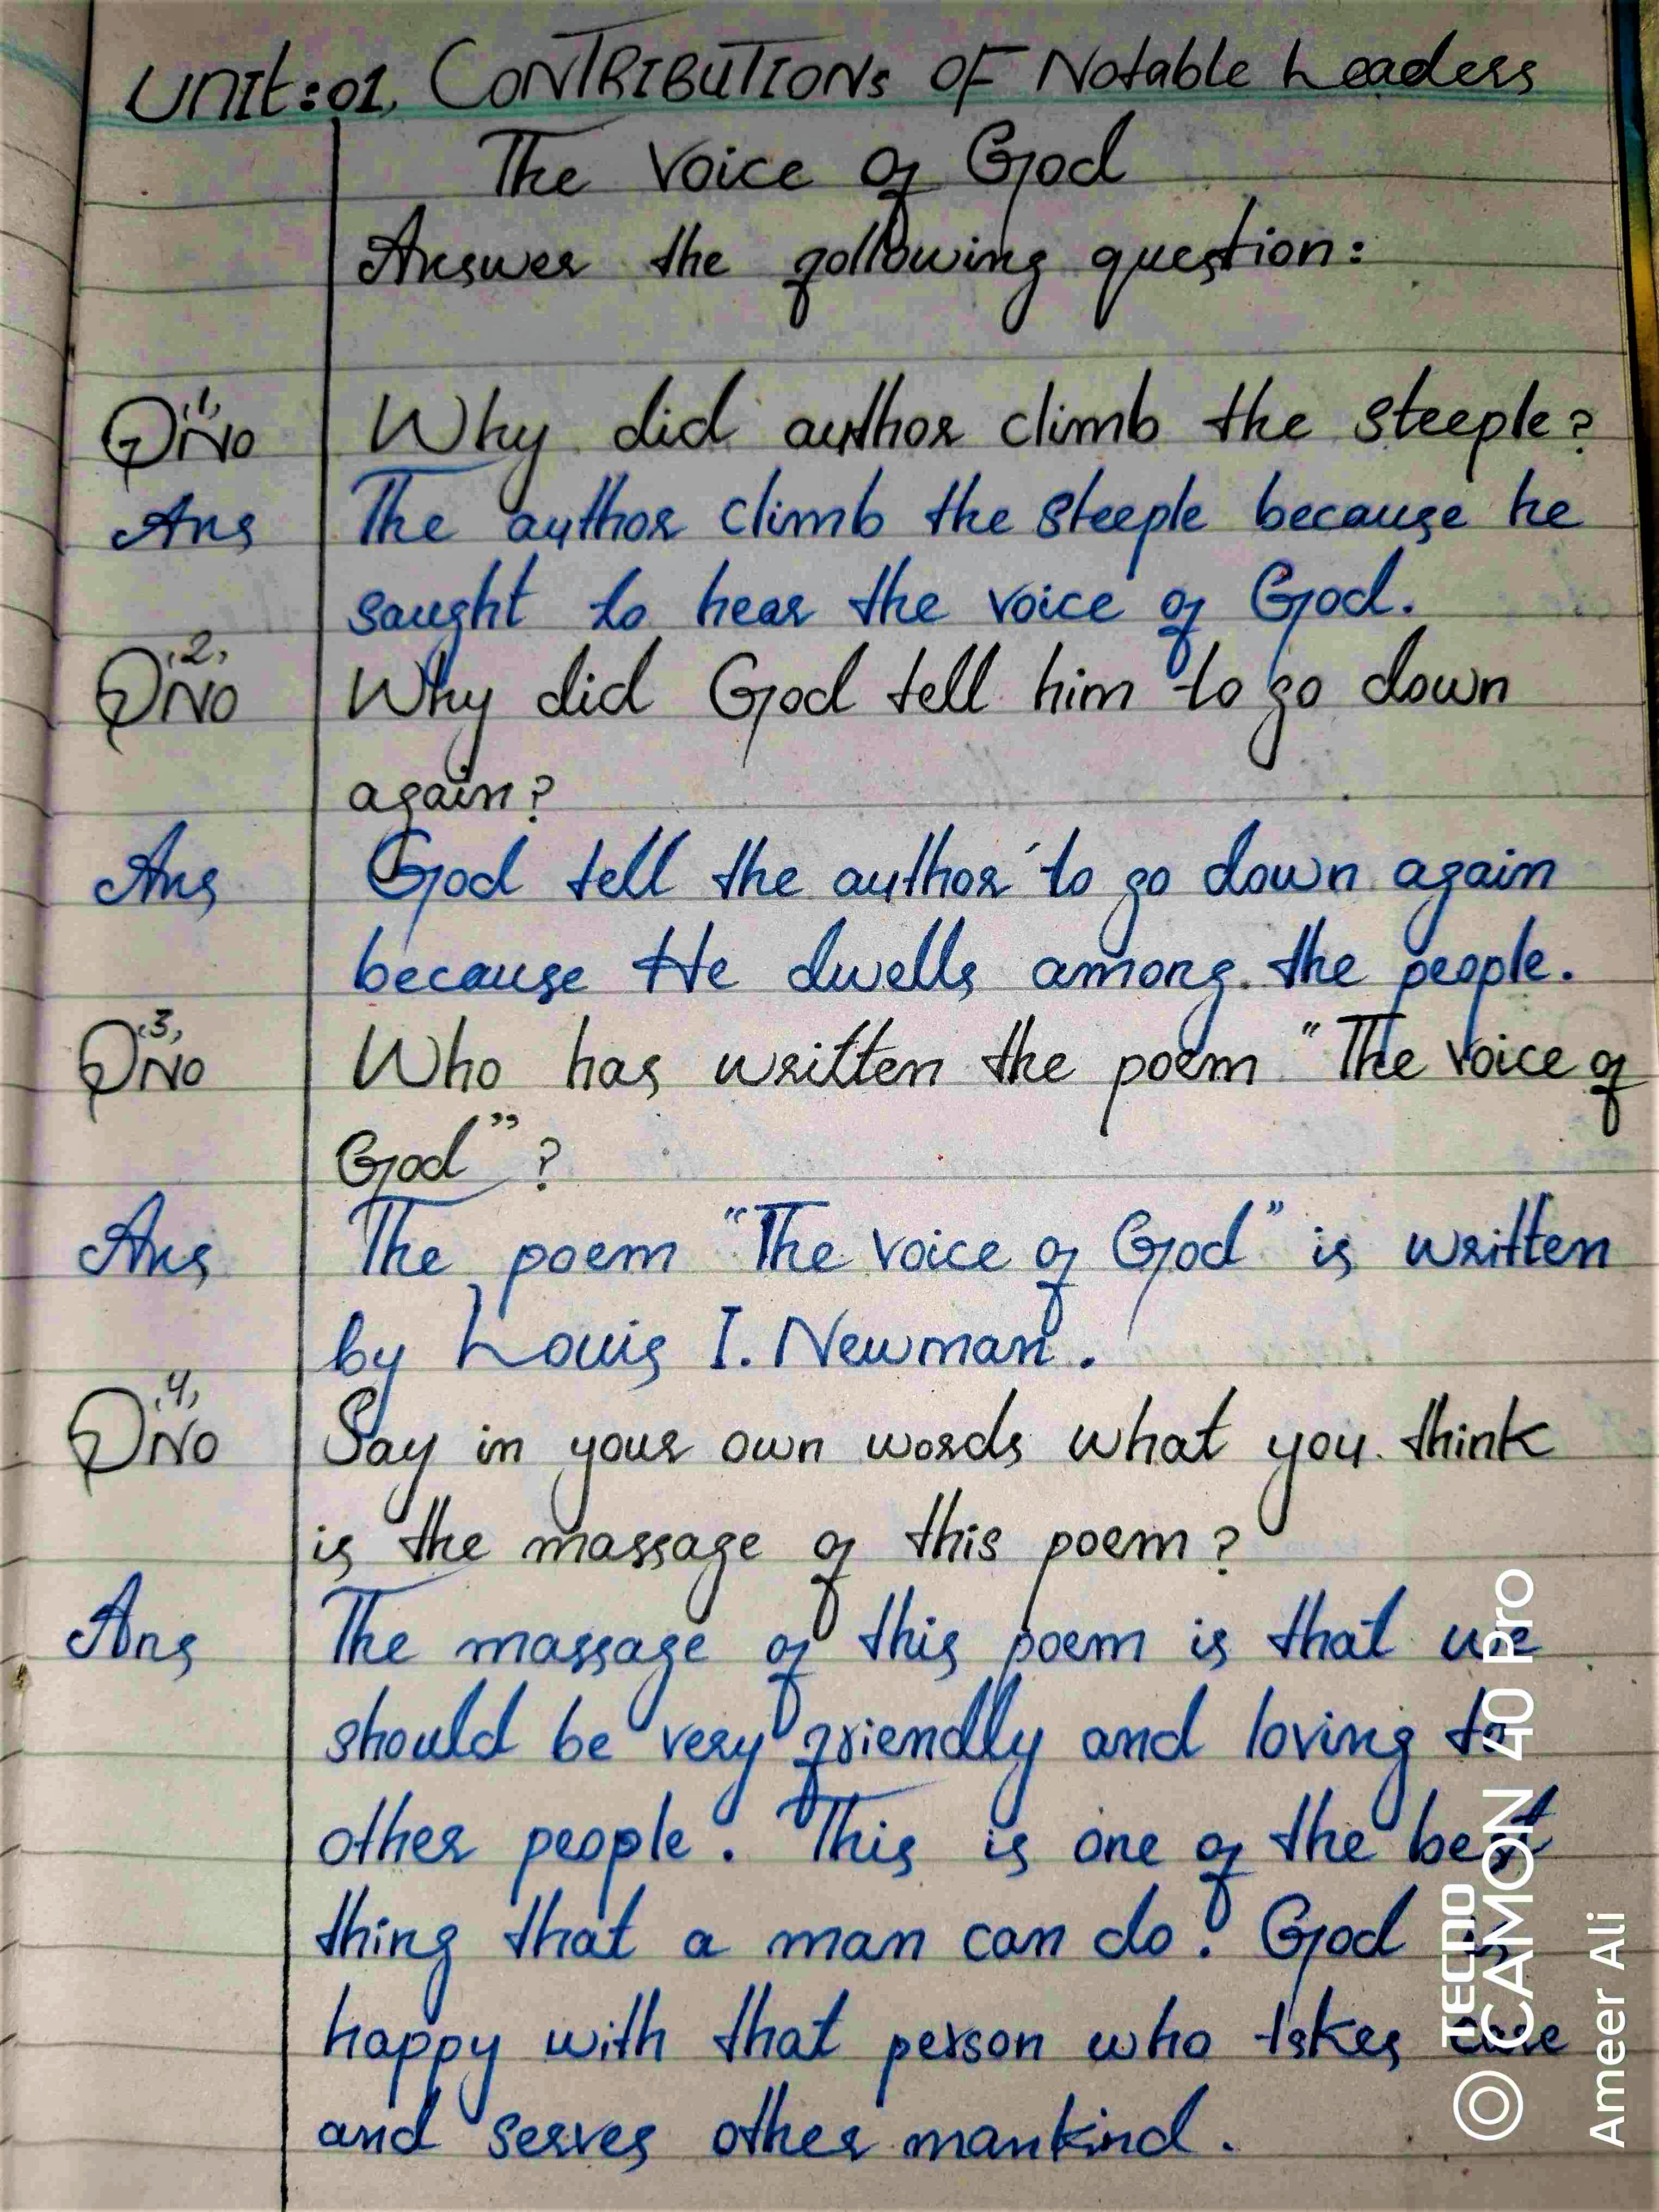 Unit:01, CONTRIBUTIONs OF Notable Leaders
The Voice of God
Answer the following question:
QNo ,1, Why did author climb the steeple?
Ans The author climb the steeple because he
saught to hear the voice of God.
QNO ,2, Why did God tell him to go down
again?
Ans God tell the author to go down again
because He dwells among the people.
QNO ,3, Who has written the poem "The Voice of
God"?
Ans The poem "The Voice of God" is written
by Louis I. Newman.
QNO ,4, Say in your own words what you think
is the massage of this poem?
Ans The massage of this poem is that we
should be very friendly and loving to
other people. This is one of the best
thing that a man can do. God is
happy with that person who takes care
and serves other mankind.
TECNO
CAMON 40 Pro
Ameer Ali